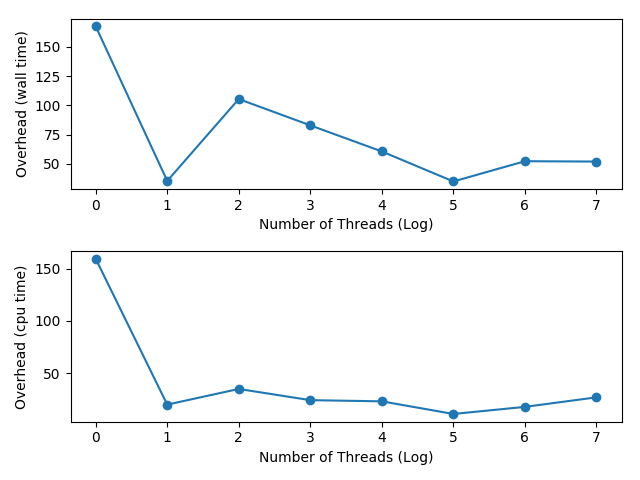 Overhead (wall time)
150
125
100
75
50
0 1 2 3 4 5 6 7
Number of Threads (Log)
Overhead (cpu time)
150
100
50
0 1 2 3 4 5 6 7
Number of Threads (Log)